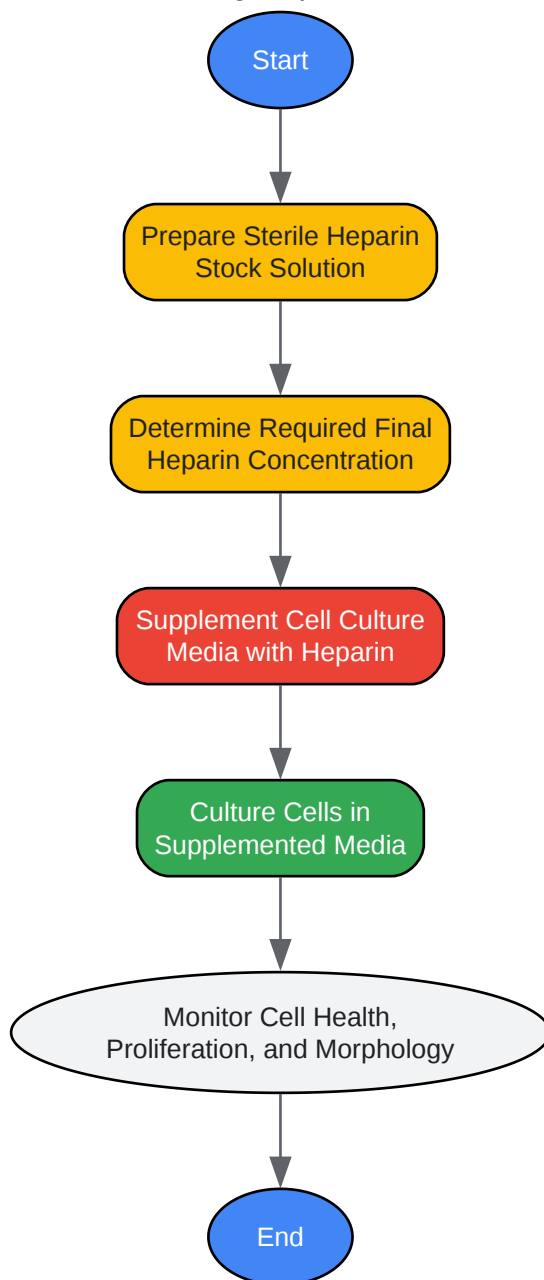 Start
Prepare Sterile Heparin
Stock Solution
Determine Required Final
Heparin Concentration
Supplement Cell Culture
Media with Heparin
Culture Cells in
Supplemented Media
Monitor Cell Health,
Proliferation, and Morphology
End